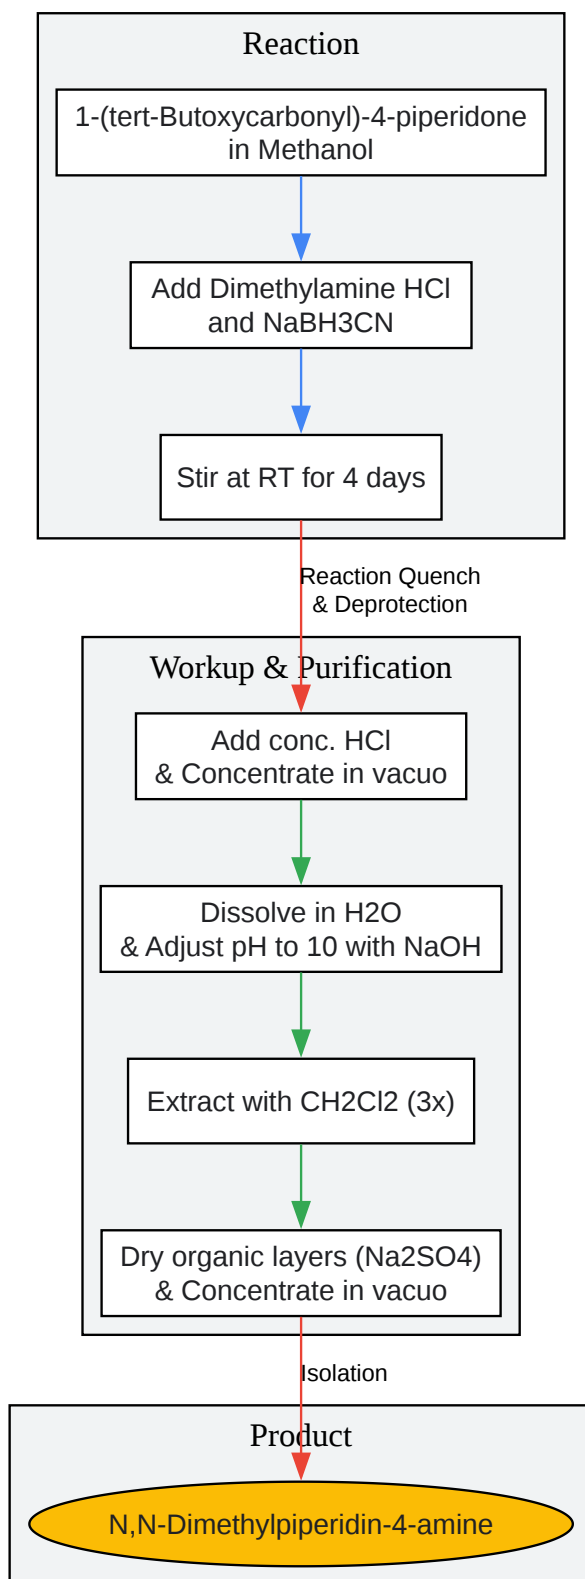 Reaction
1-(tert-Butoxycarbonyl)-4-piperidone
in Methanol
Add Dimethylamine HCl
and NaBH3CN
Stir at RT for 4 days
Reaction Quench
& Deprotection
Workup & Purification
Add conc. HCl
& Concentrate in vacuo
Dissolve in H2O
& Adjust pH to 10 with NaOH
Extract with CH2Cl2 (3x)
Dry organic layers (Na2SO4)
& Concentrate in vacuo
Isolation
Product
N,N-Dimethylpiperidin-4-amine